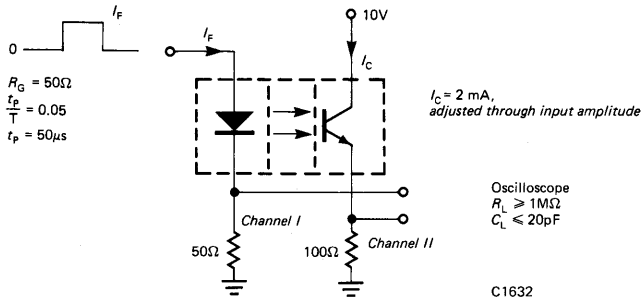 I_F
0
R_G = 50Ω
t_p/T = 0.05
t_p = 50μs
I_F
10V
I_C
I_C = 2 mA,
adjusted through input amplitude
Channel I
50Ω
100Ω
Channel II
Oscilloscope
R_L ⩾ 1MΩ
C_L ⩽ 20pF
C1632